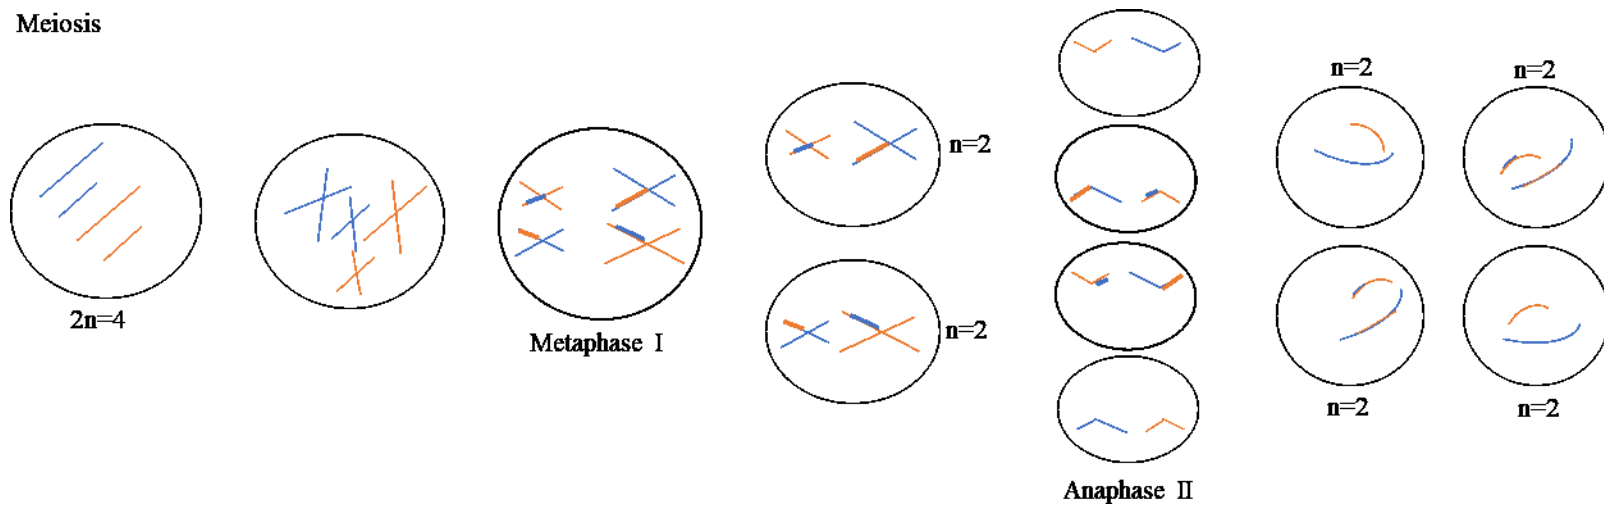 Meiosis
2n=4
Metaphase I
n=2
n=2
Anaphase II
n=2
n=2
n=2
n=2